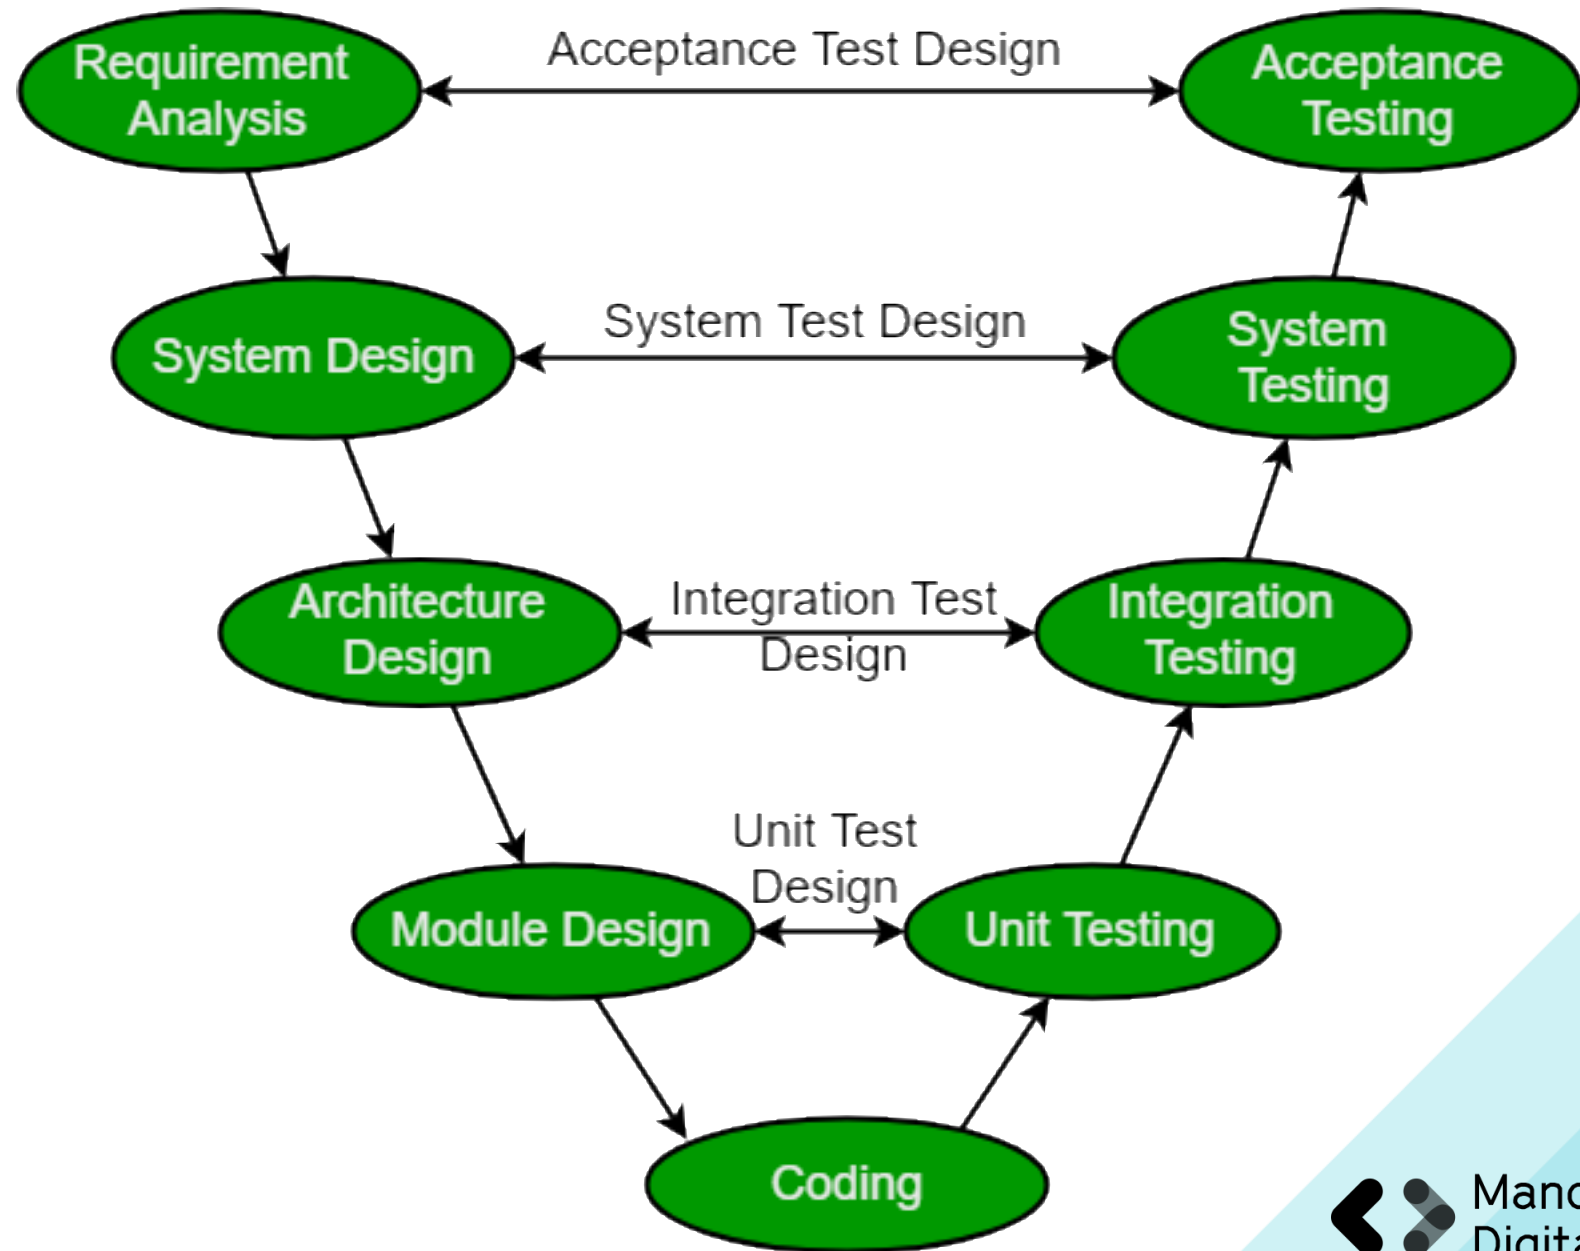 Requirement
Analysis
Acceptance Test Design
Acceptance
Testing
System Design
System Test Design
System
Testing
Architecture
Design
Integration Test
Design
Integration
Testing
Module Design
Unit Test
Design
Unit Testing
Coding